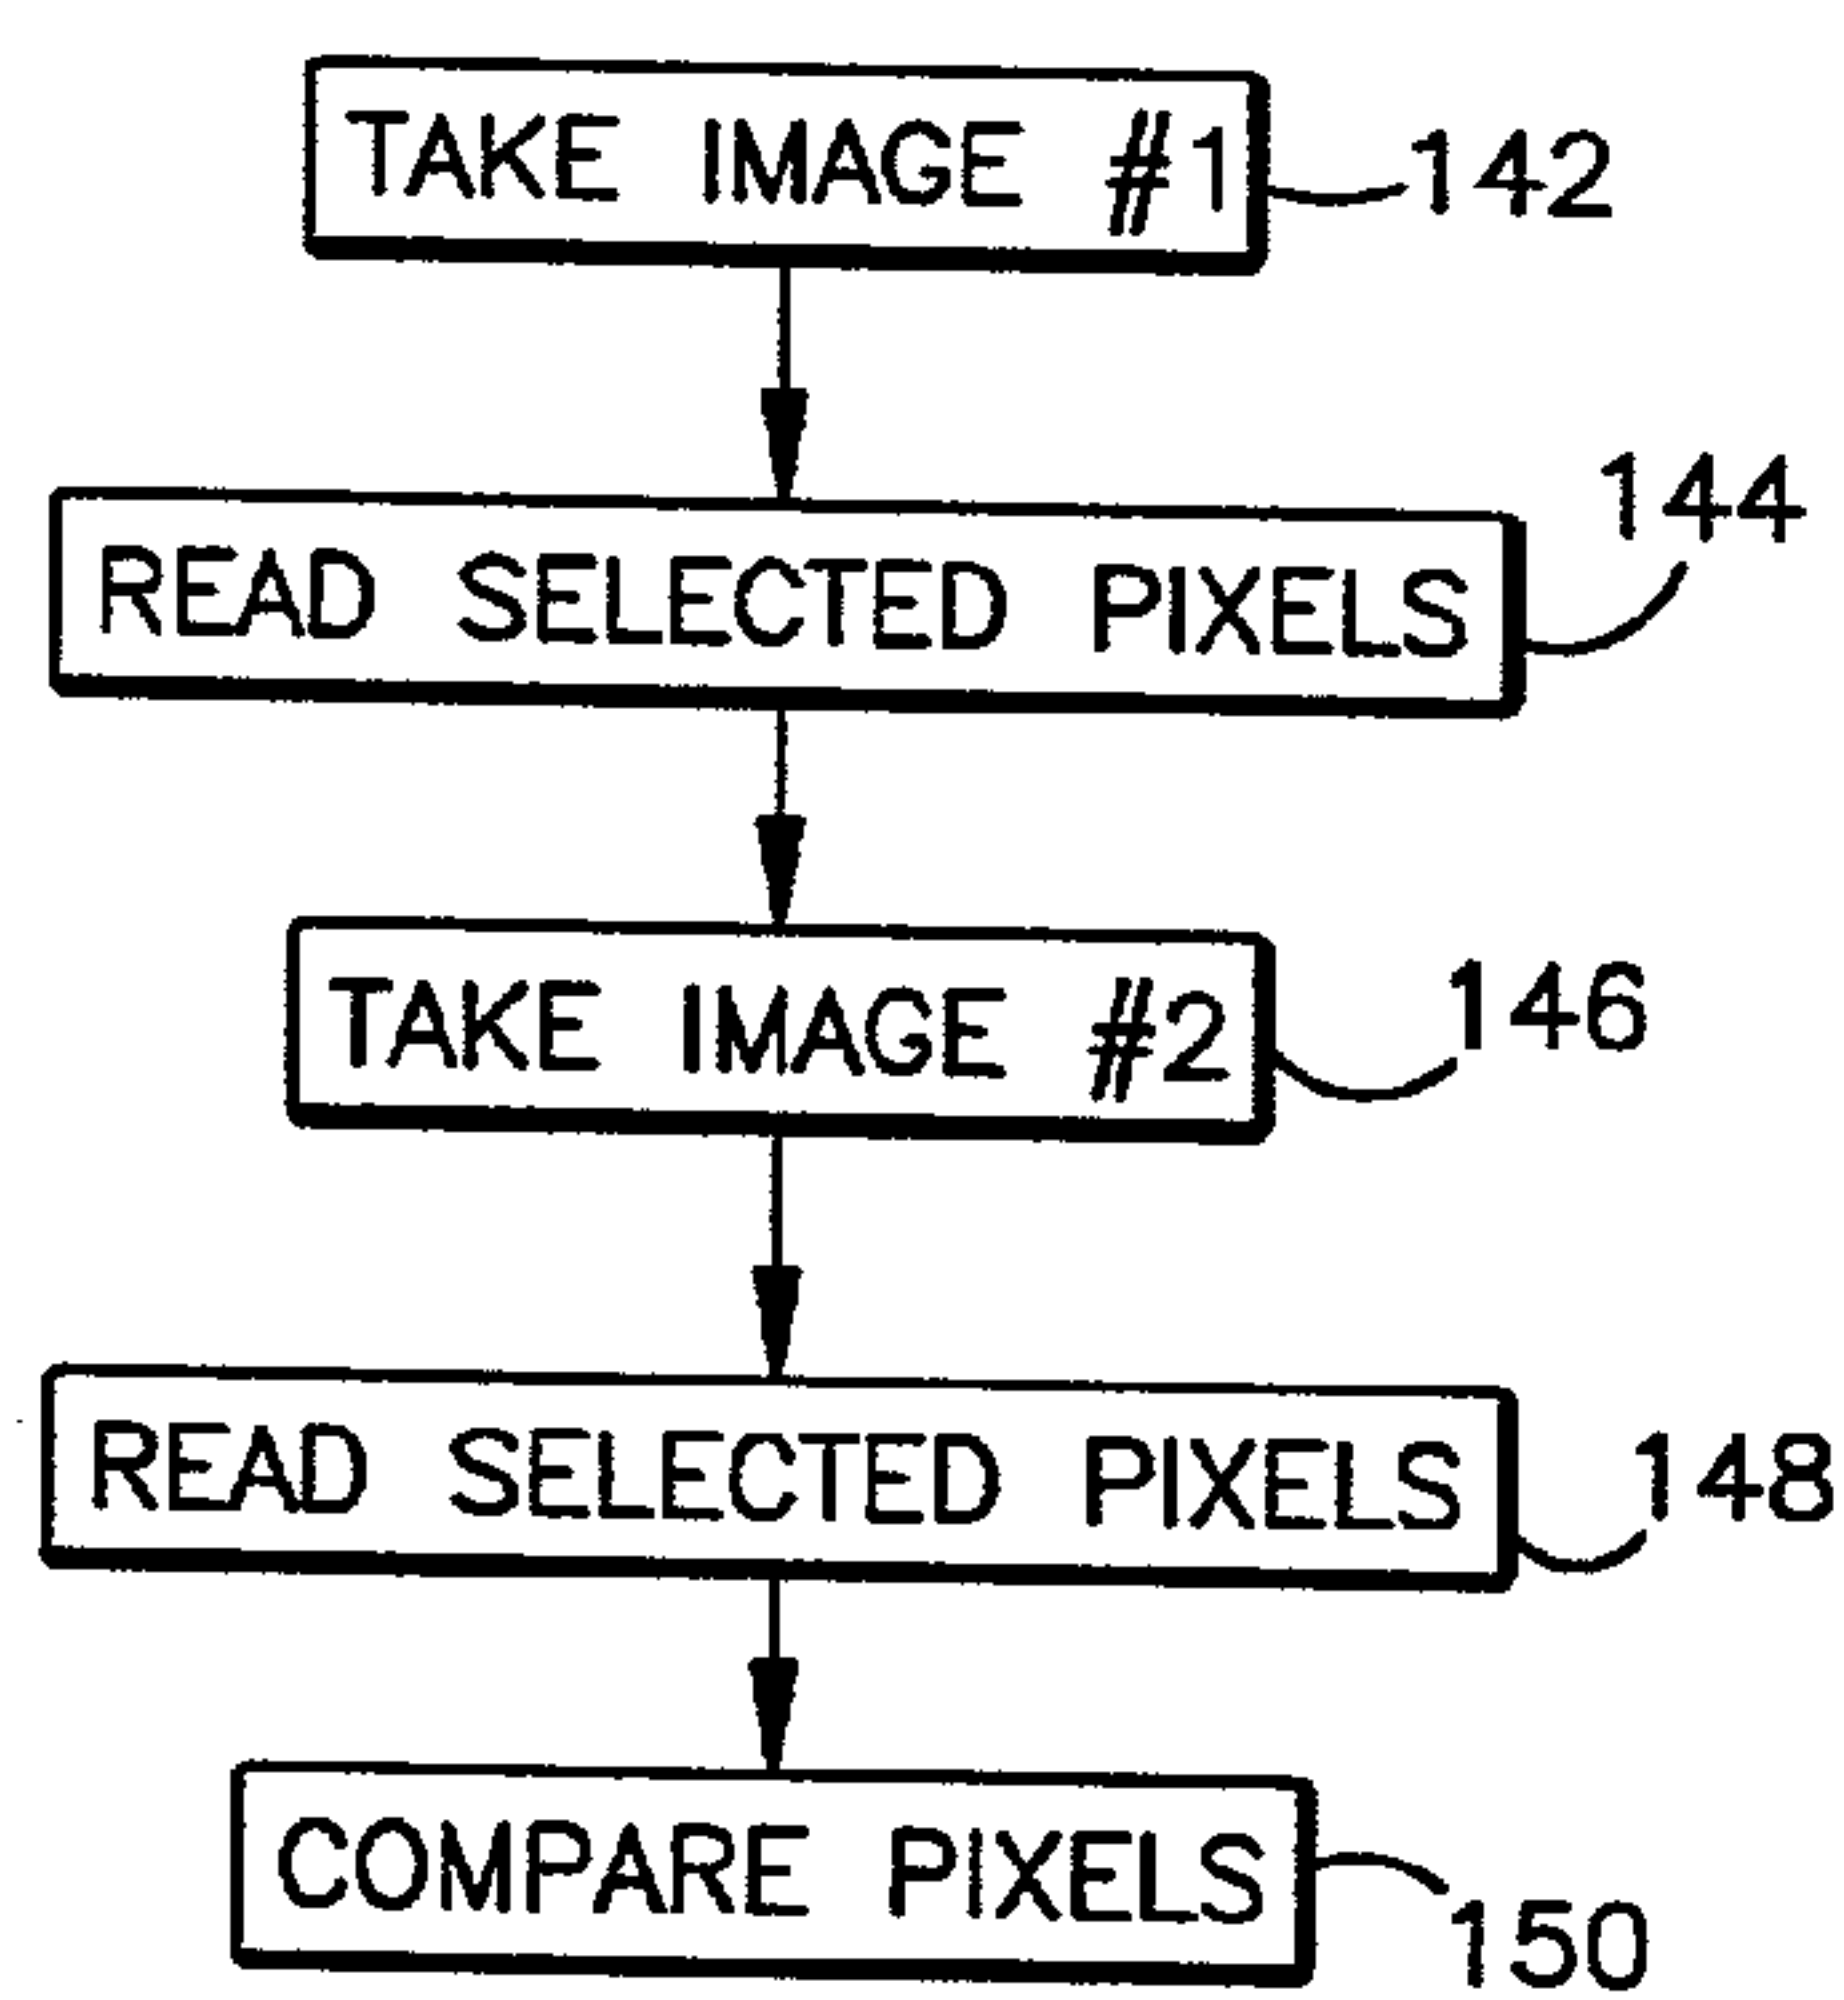 TAKE IMAGE #1
142
144
READ SELECTED PIXELS
TAKE IMAGE #2
146
READ SELECTED PIXELS
148
COMPARE PIXELS
150